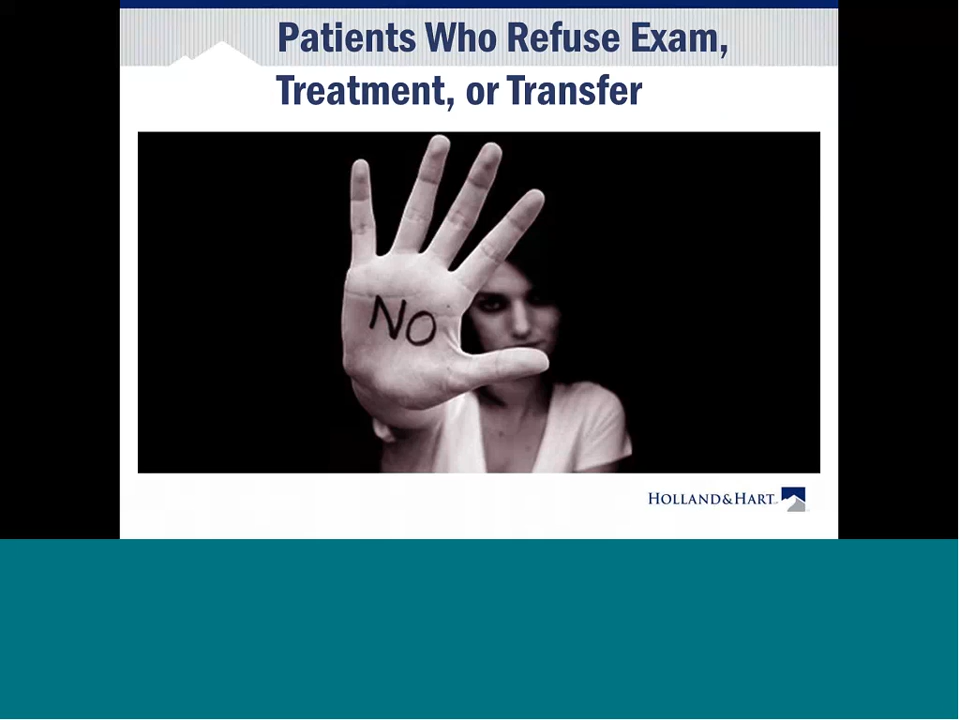 Patients Who Refuse Exam,
Treatment, or Transfer
NO
HOLLAND&HART